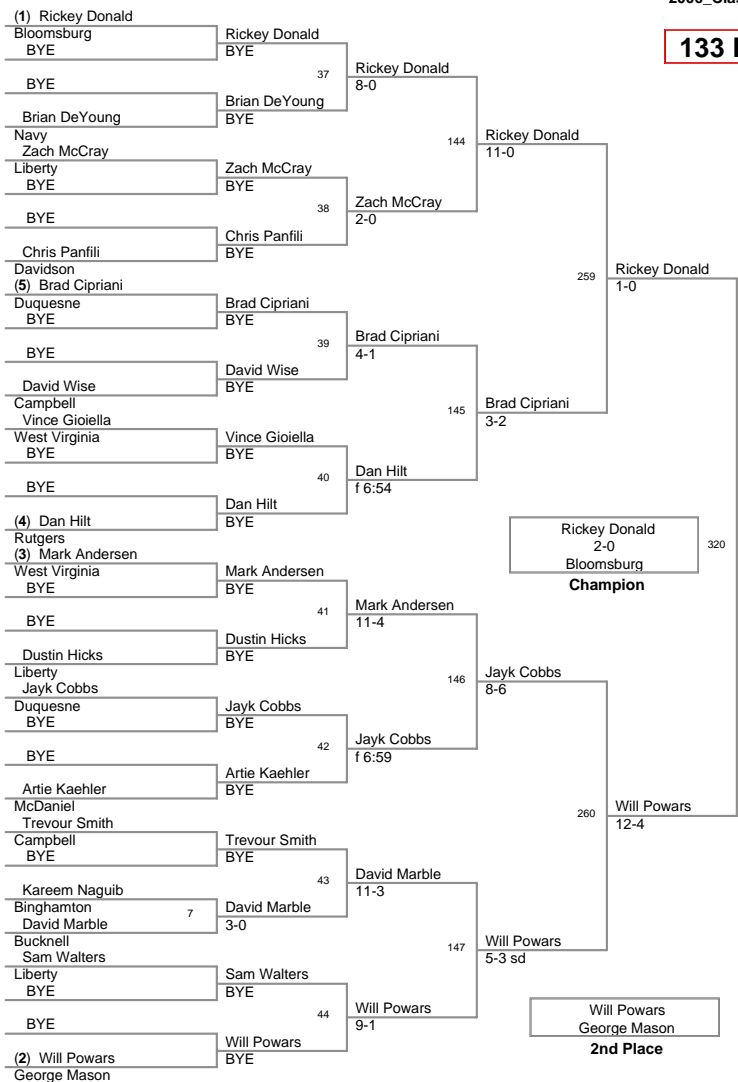 2006_Clas
133 l
(1) Rickey Donald
Bloomsburg
BYE
BYE
Brian DeYoung
Navy
Zach McCray
Liberty
BYE
BYE
Chris Panfili
Davidson
(5) Brad Cipriani
Duquesne
BYE
BYE
David Wise
Campbell
Vince Gioiella
West Virginia
BYE
BYE
(4) Dan Hilt
Rutgers
(3) Mark Andersen
West Virginia
BYE
BYE
Dustin Hicks
Liberty
Jayk Cobbs
Duquesne
BYE
BYE
Artie Kaehler
McDaniel
Trevour Smith
Campbell
BYE
Kareem Naguib
Binghamton
7
David Marble
Bucknell
Sam Walters
Liberty
BYE
BYE
(2) Will Powars
George Mason
Rickey Donald
BYE
37
Brian DeYoung
BYE
Zach McCray
BYE
38
Chris Panfili
BYE
Brad Cipriani
BYE
39
David Wise
BYE
Vince Gioiella
BYE
40
Dan Hilt
BYE
Mark Andersen
BYE
41
Dustin Hicks
BYE
Jayk Cobbs
BYE
42
Artie Kaehler
BYE
Trevour Smith
BYE
43
David Marble
3-0
Sam Walters
BYE
44
Will Powars
BYE
Rickey Donald
8-0
144
Zach McCray
2-0
Brad Cipriani
4-1
145
Dan Hilt
f 6:54
Mark Andersen
11-4
146
Jayk Cobbs
f 6:59
David Marble
11-3
147
Will Powars
9-1
Rickey Donald
11-0
259
Brad Cipriani
3-2
Jayk Cobbs
8-6
260
Will Powars
5-3 sd
Rickey Donald
1-0
Will Powars
12-4
Rickey Donald
2-0
Bloomsburg
320
Champion
Will Powars
George Mason
2nd Place